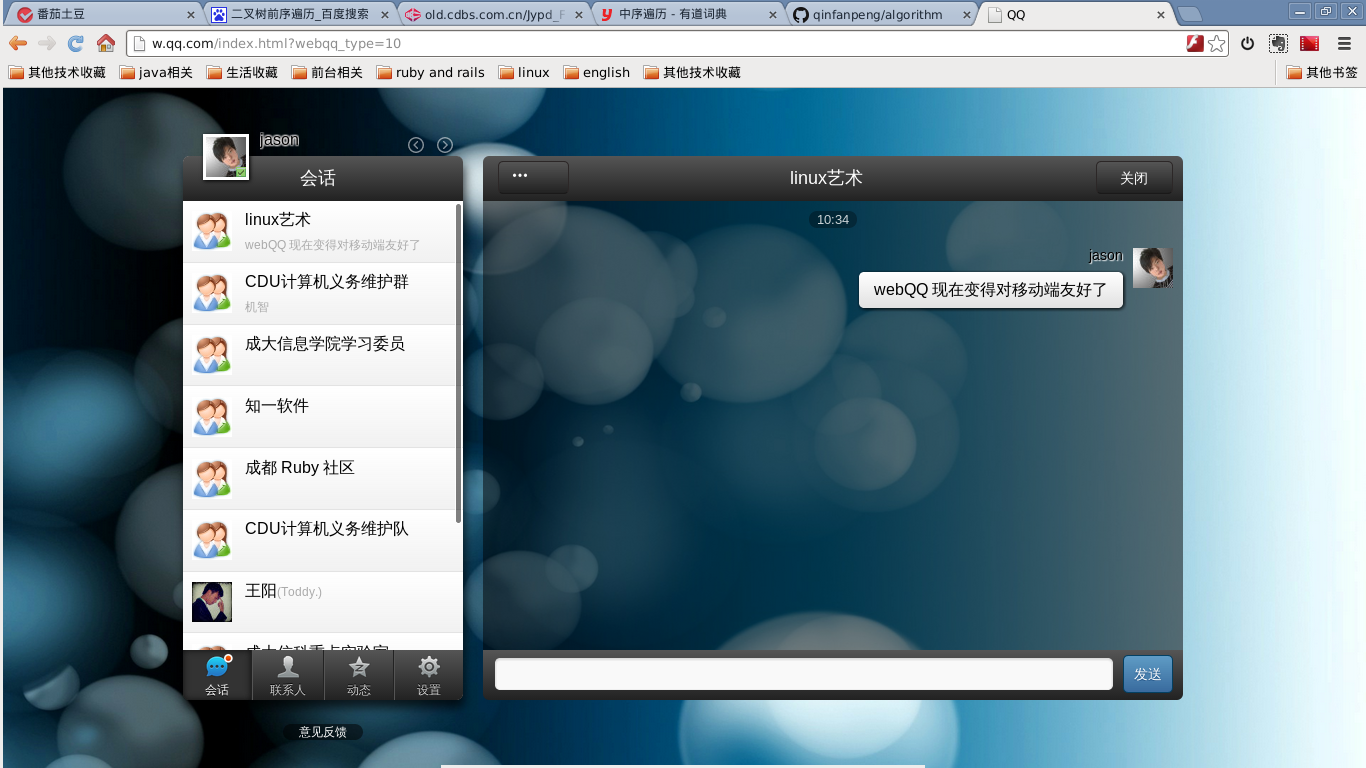 番茄土豆
二叉树前序遍历_百度搜索
old.cdbs.com.cn/Jypd_F
中序遍历 - 有道词典
qinfanpeng/algorithm
QQ
w.qq.com/index.html?webqq_type=10
其他技术收藏
java相关
生活收藏
前台相关
ruby and rails
linux
english
其他技术收藏
其他书签
jason
会话
linux艺术
webQQ 现在变得对移动端友好了
CDU计算机义务维护群
机智
成大信息学院学习委员
知一软件
成都 Ruby 社区
CDU计算机义务维护队
王阳(Toddy.)
会话
联系人
动态
设置
意见反馈
•••
linux艺术
关闭
10:34
jason
webQQ 现在变得对移动端友好了
发送